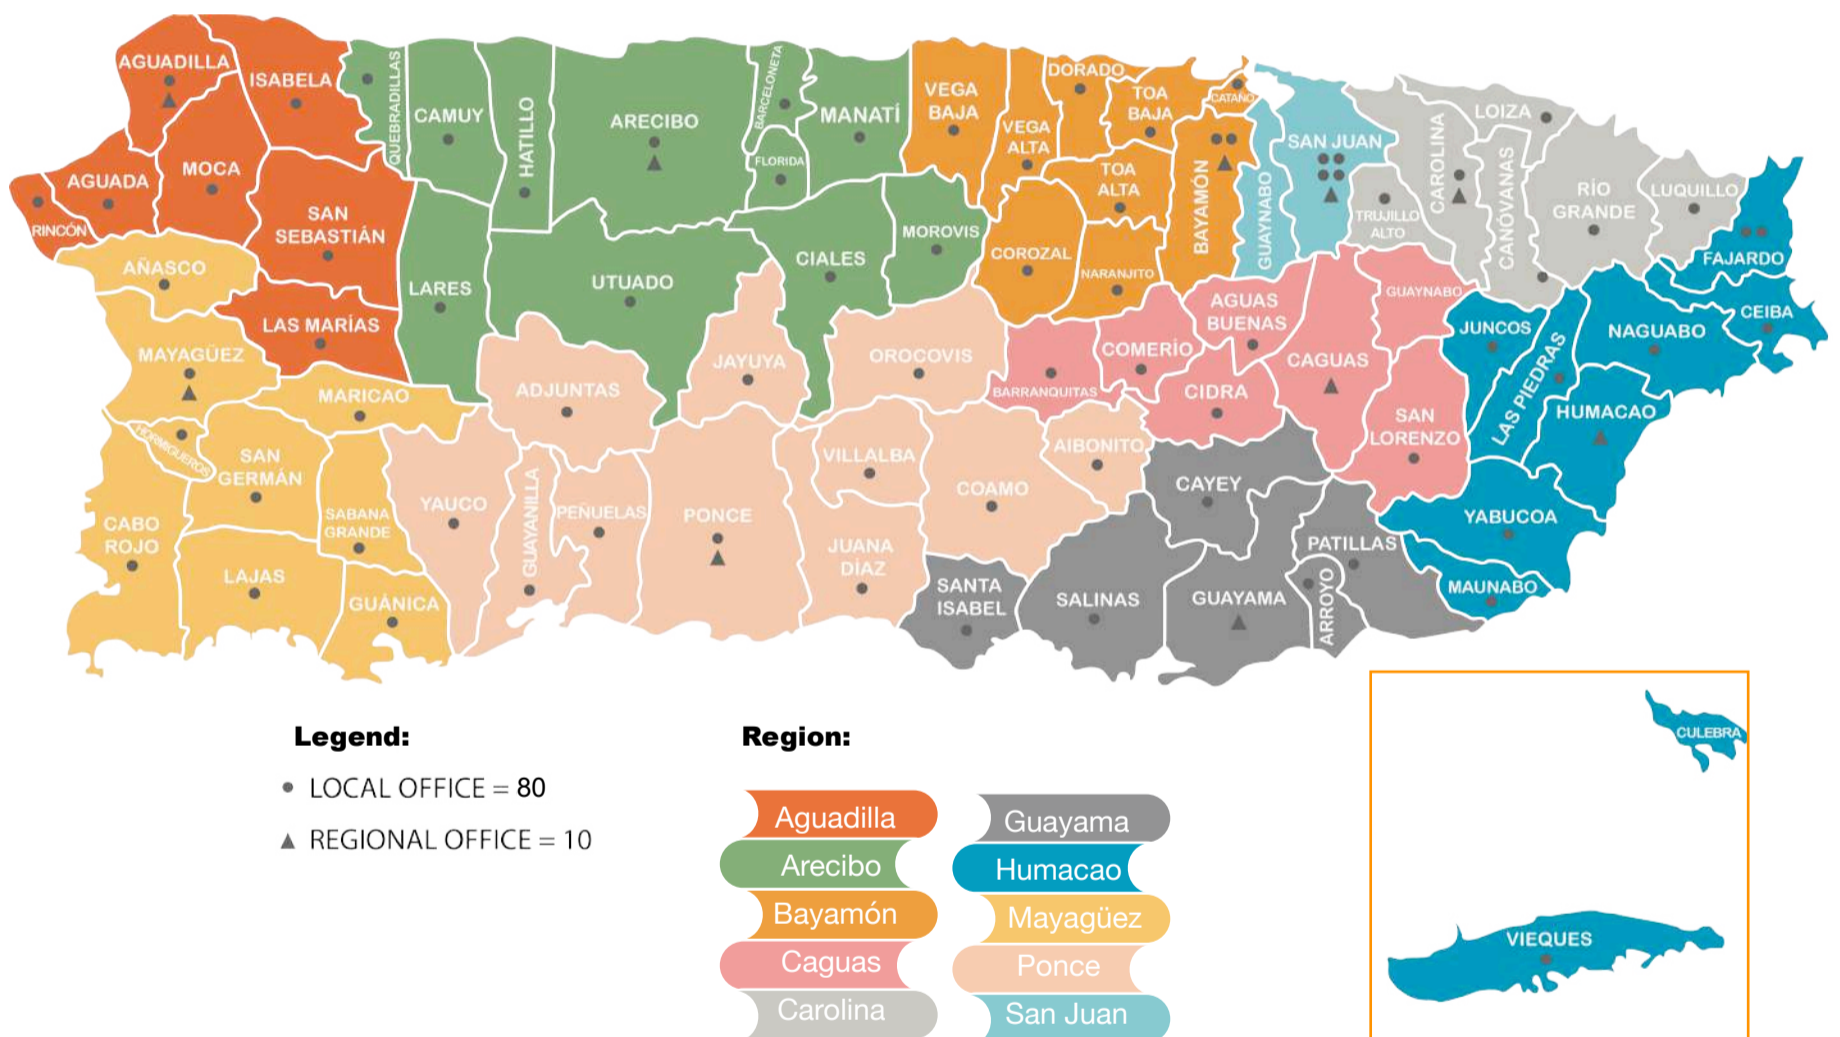 AGUADILLA
ISABELA
QUEBRADILLAS
CAMUY
HATILLO
ARECIBO
BARCELONETA
FLORIDA
MANATÍ
VEGA
BAJA
VEGA
ALTA
DORADO
TOA
BAJA
CATAÑO
TOA
ALTA
BAYAMÓN
GUAYNABO
SAN JUAN
TRUJILLO
ALTO
CAROLINA
LOIZA
CANÓVANAS
RÍO
GRANDE
LUQUILLO
FAJARDO
CEIBA
RINCÓN
AGUADA
MOCA
SAN
SEBASTIÁN
AÑASCO
LAS MARÍAS
LARES
UTUADO
CIALES
MOROVIS
COROZAL
NARANJITO
MAYAGÜEZ
MARICAO
ADJUNTAS
JAYUYA
OROCOVIS
BARRANQUITAS
COMERÍO
AGUAS
BUENAS
CIDRA
CAGUAS
GUAYNABO
SAN
LORENZO
JUNCOS
LAS PIEDRAS
NAGUABO
HUMACAO
HORMIGUEROS
SAN
GERMÁN
CABO
ROJO
LAJAS
SABANA
GRANDE
GUÁNICA
YAUCO
GUAYANILLA
PEÑUELAS
PONCE
VILLALBA
JUANA
DÍAZ
COAMO
AIBONITO
CAYEY
SANTA
ISABEL
SALINAS
GUAYAMA
ARROYO
PATILLAS
YABUCOA
MAUNABO
CULEBRA
VIEQUES
Legend:
LOCAL OFFICE = 80
REGIONAL OFFICE = 10
Region:
Aguadilla
Arecibo
Bayamón
Caguas
Carolina
Guayama
Humacao
Mayagüez
Ponce
San Juan